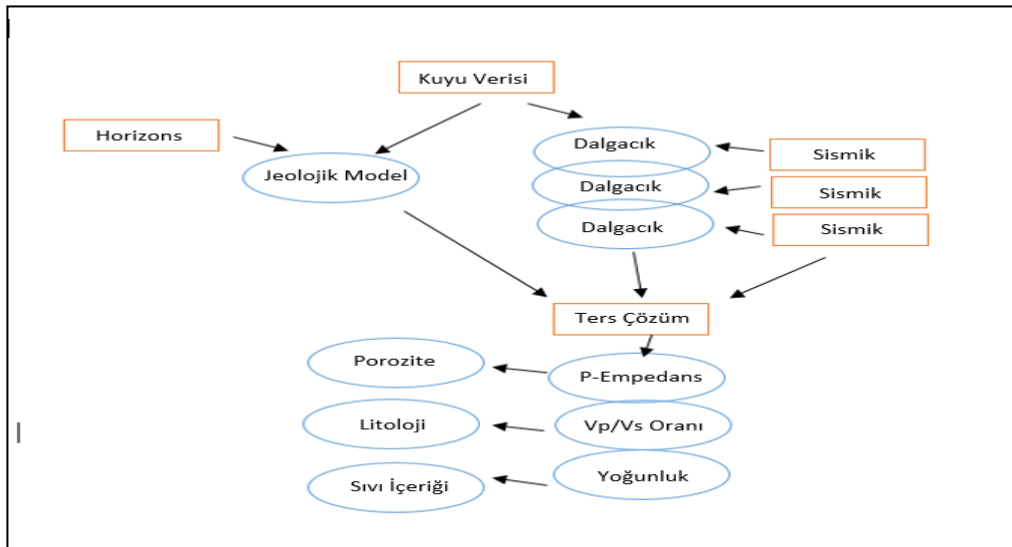 Kuyu Verisi
Horizons
Dalgacık
Sismik
Jeolojik Model
Dalgacık
Sismik
Dalgacık
Sismik
Ters Çözüm
Porozite
P-Empedans
Litoloji
Vp/Vs Oranı
Sıvı İçeriği
Yoğunluk